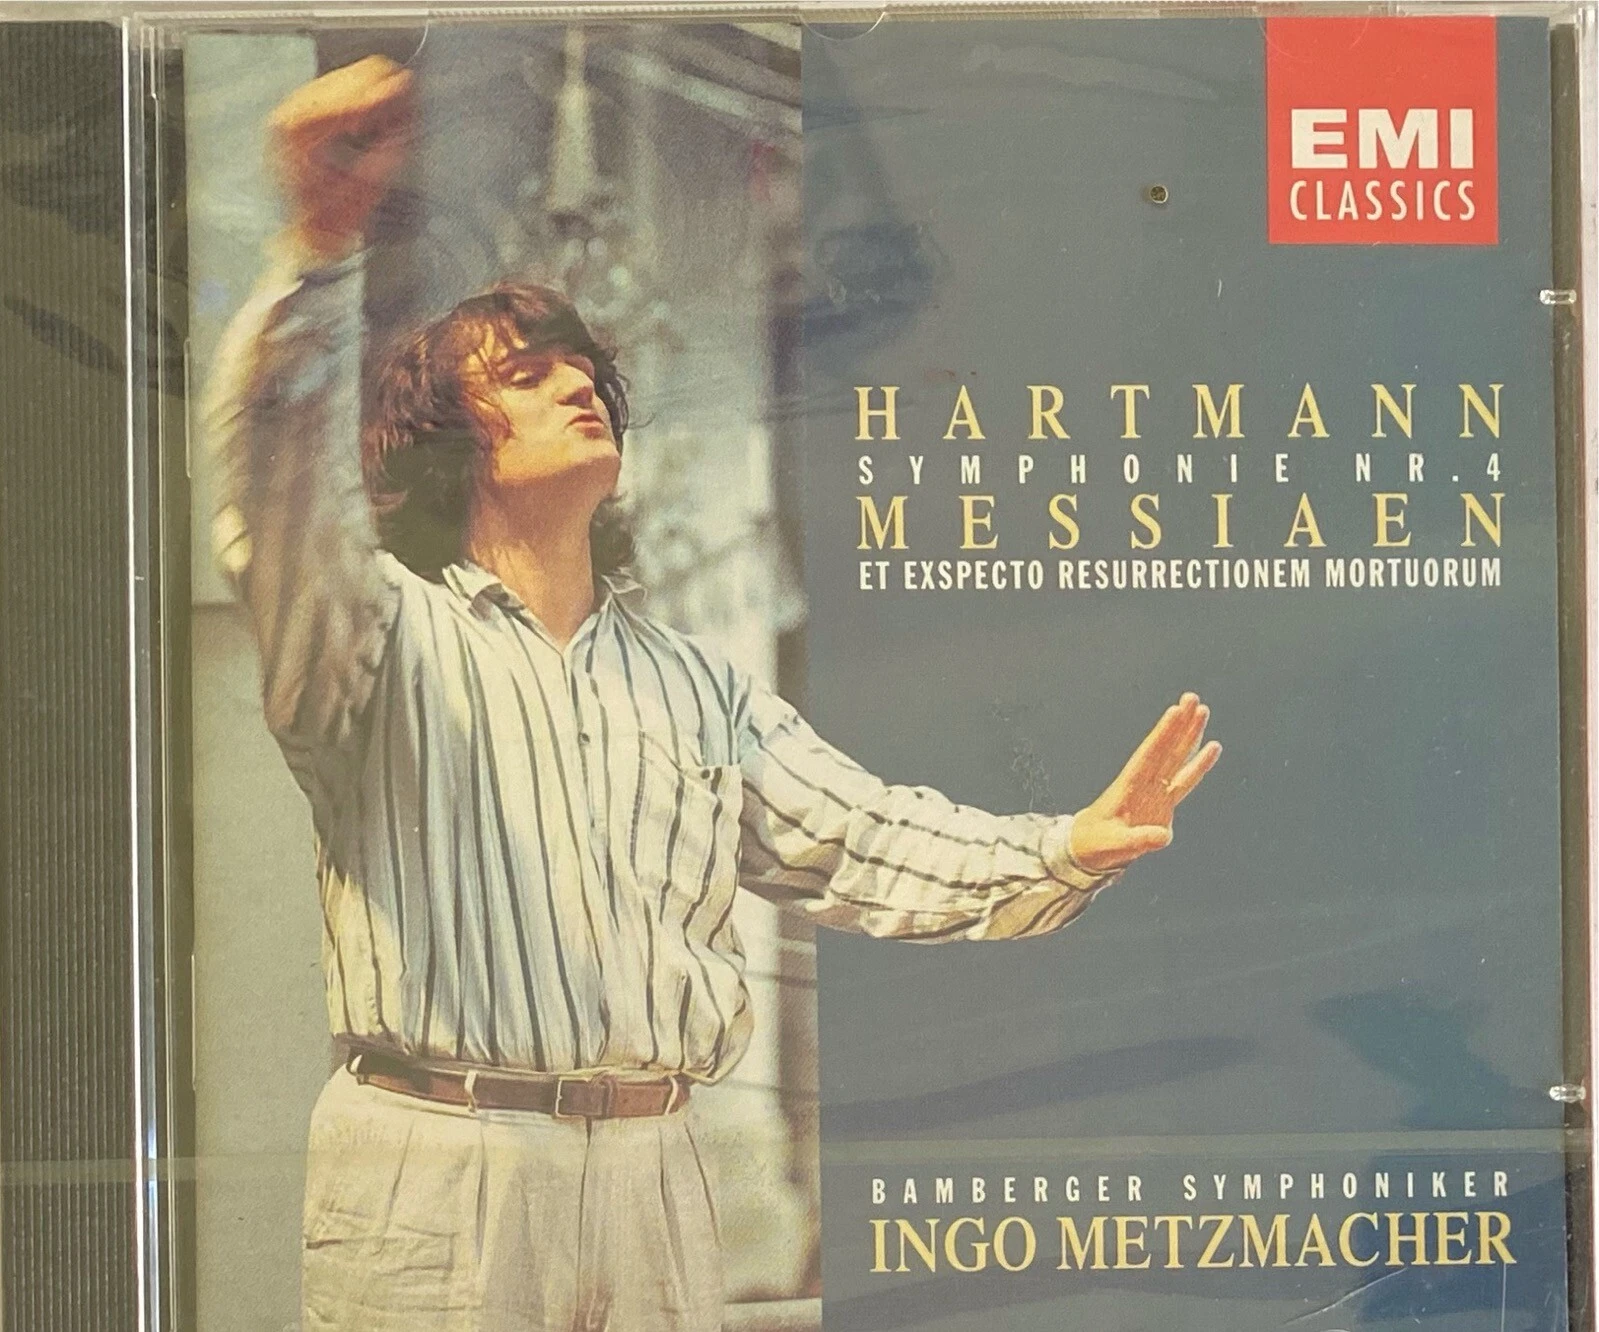 EMI
CLASSICS
HARTMANN
SYMPHONIE NR.4
MESSIAEN
ET EXSPECTO RESURRECTIONEM MORTUORUM
BAMBERGER SYMPHONIKER
INGO METZMACHER